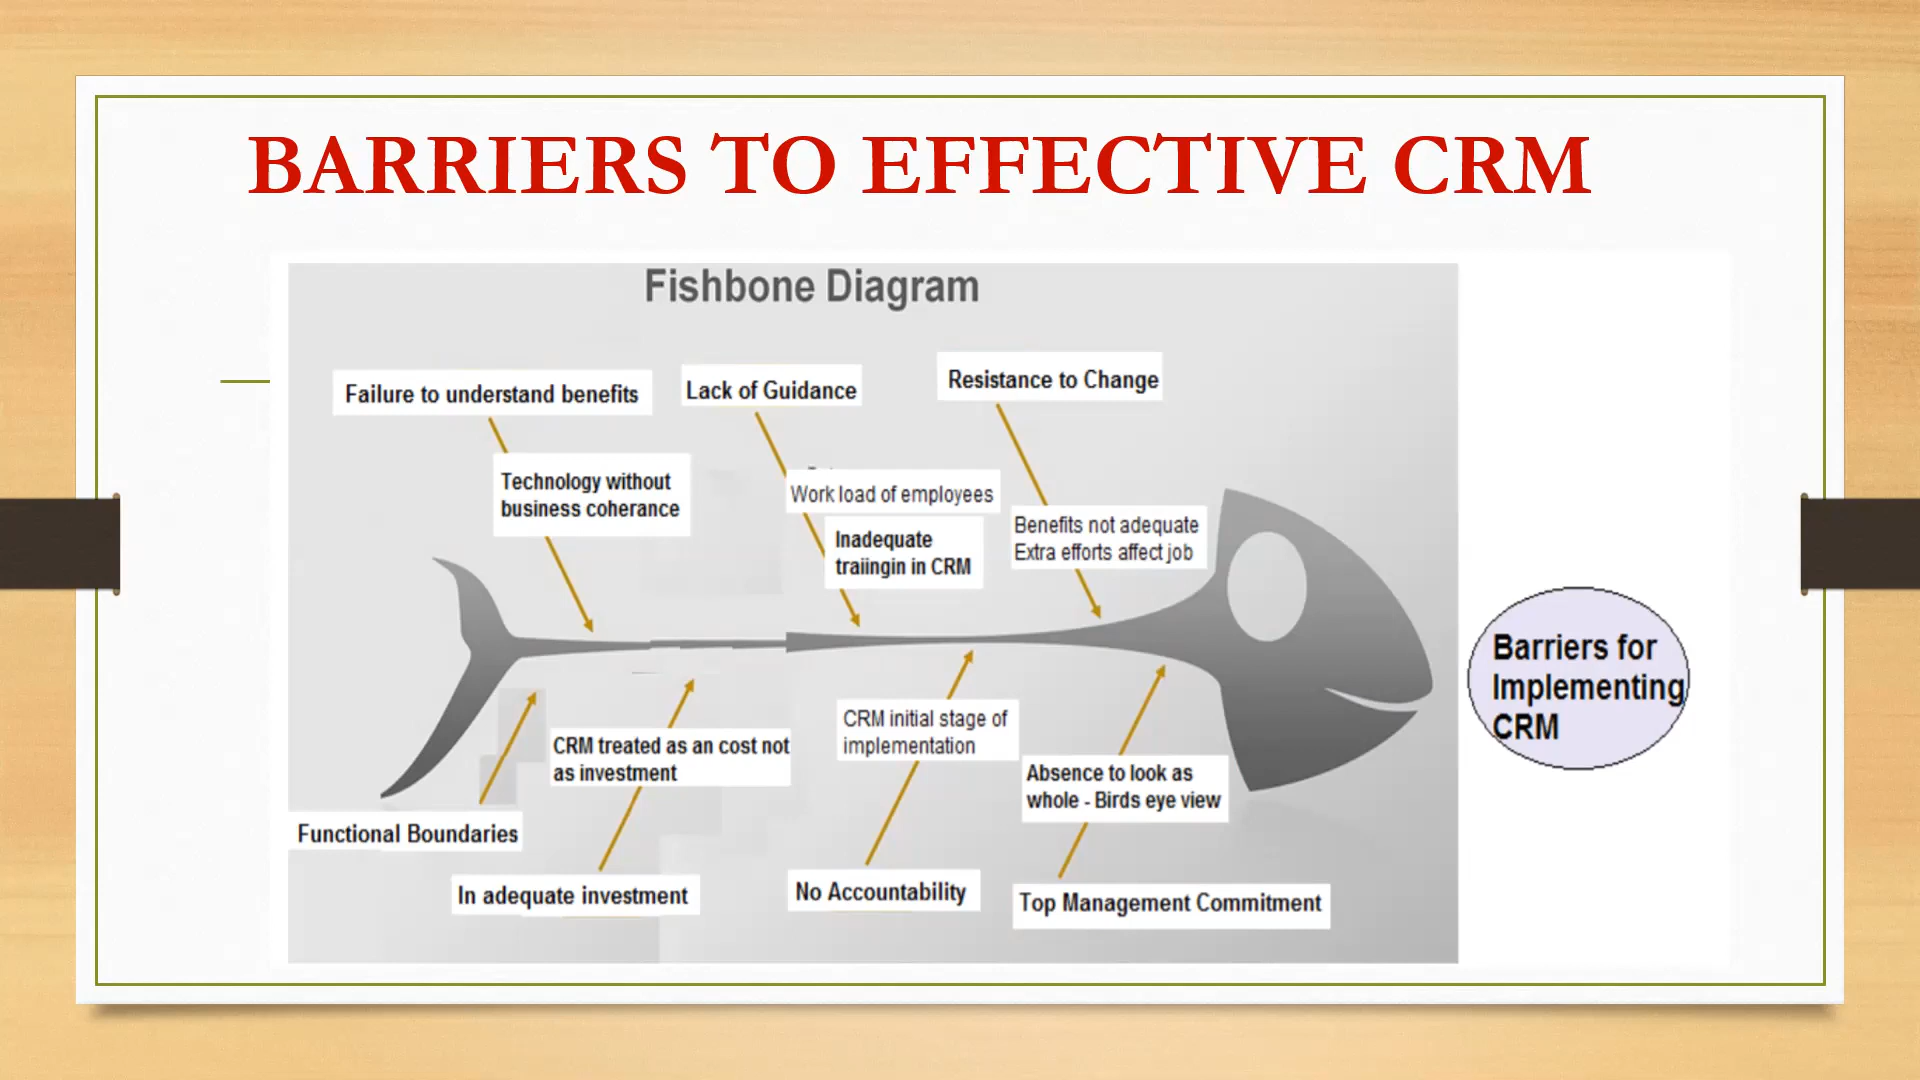 BARRIERS TO EFFECTIVE CRM
Fishbone Diagram
Failure to understand benefits
Lack of Guidance
Resistance to Change
Technology without
business coherance
Work load of employees
Inadequate
traiingin in CRM
Benefits not adequate
Extra efforts affect job
Barriers for
Implementing
CRM
CRM treated as an cost not
as investment
CRM initial stage of
implementation
Absence to look as
whole - Birds eye view
Functional Boundaries
In adequate investment
No Accountability
Top Management Commitment